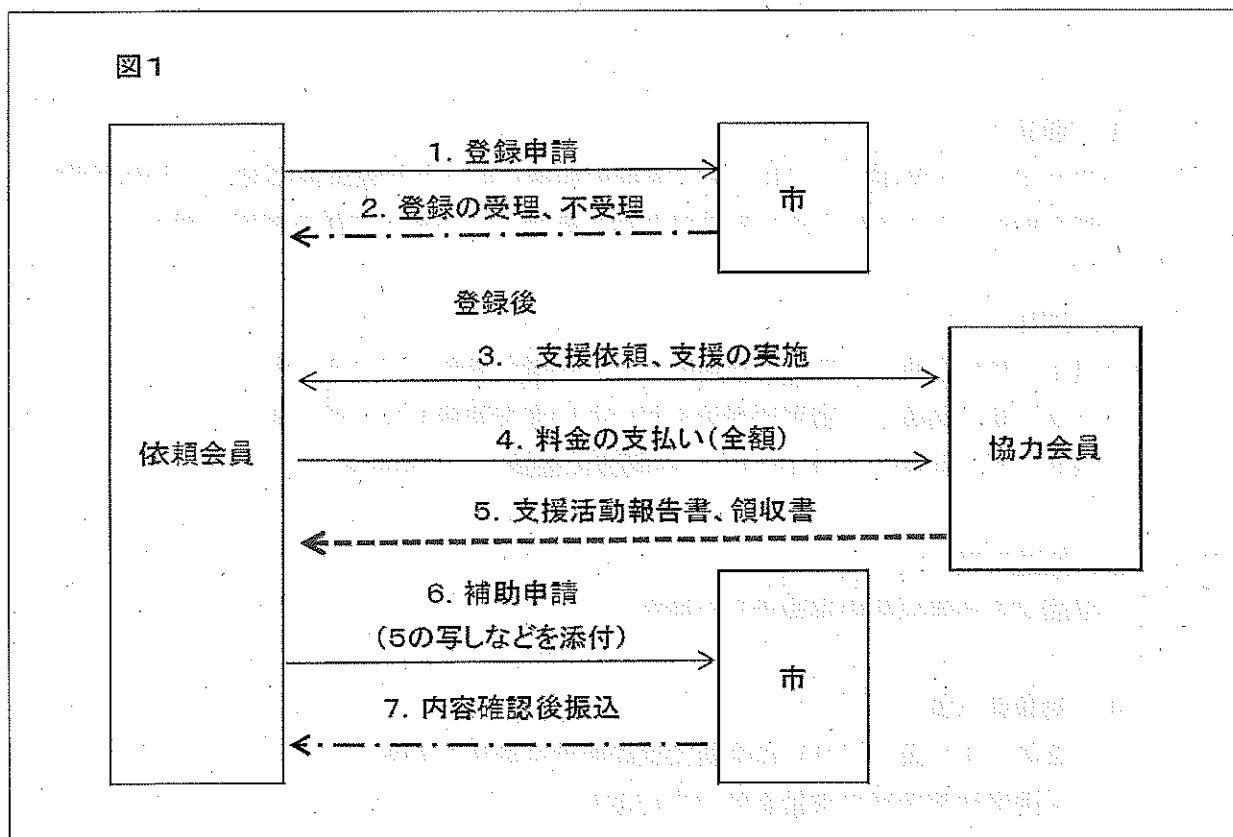 図1
1. 登録申請
市
2. 登録の受理、不受理
登録後
3. 支援依頼、支援の実施
依頼会員
4. 料金の支払い(全額)
協力会員
5. 支援活動報告書、領収書
6. 補助申請
(5の写しなどを添付)
市
7. 内容確認後振込